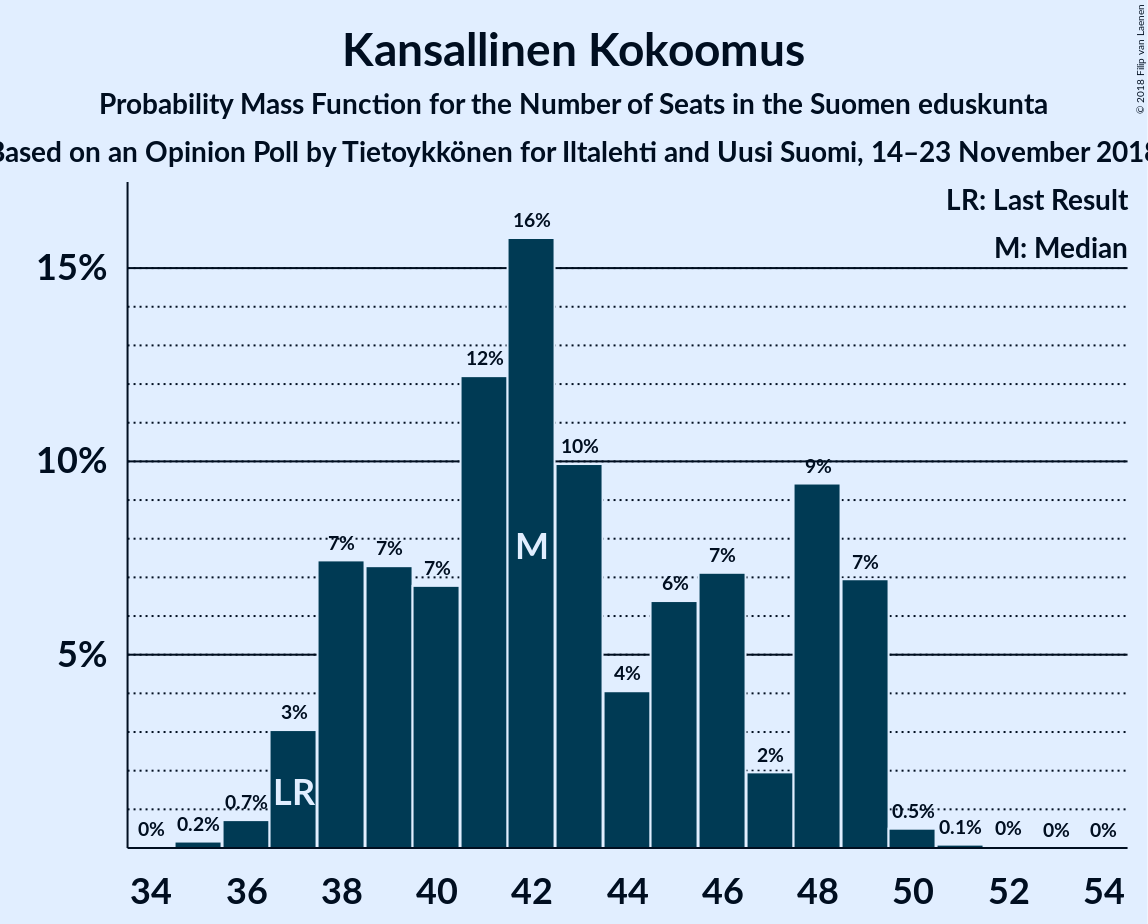 © 2018 Filip van Laenen
Kansallinen Kokoomus
Probability Mass Function for the Number of Seats in the Suomen eduskunta
Based on an Opinion Poll by Tietoykkönen for Iltalehti and Uusi Suomi, 14–23 November 2018
LR: Last Result
M: Median
15%
10%
5%
0% 0.2% 0.7% 3% 7% 7% 7% 12% 16% 10% 4% 6% 7% 2% 9% 7% 0.5% 0.1% 0% 0% 0%
LR
M
34 36 38 40 42 44 46 48 50 52 54